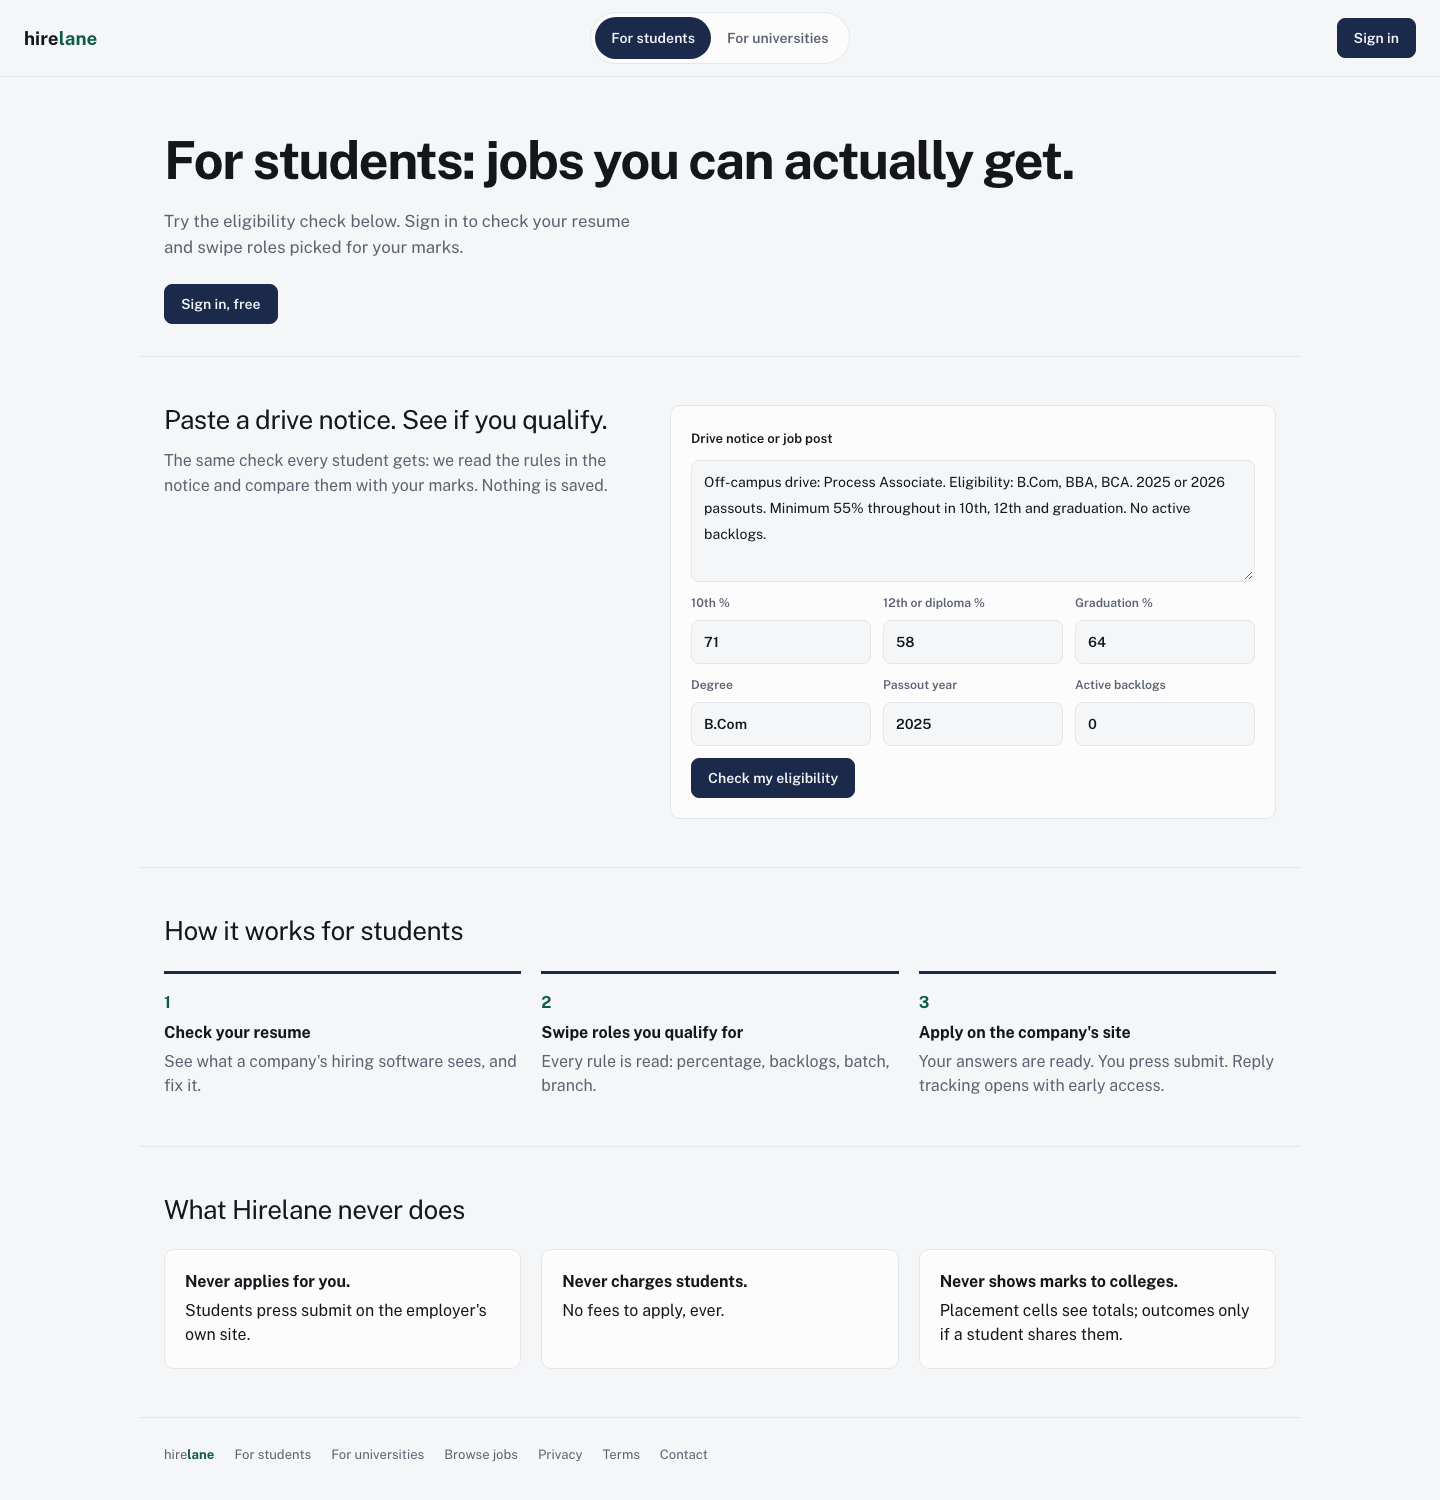 hirelane
For students
For universities
Sign in
For students: jobs you can actually get.
Try the eligibility check below. Sign in to check your resume
and swipe roles picked for your marks.
Sign in, free
Paste a drive notice. See if you qualify.
The same check every student gets: we read the rules in the
notice and compare them with your marks. Nothing is saved.
Drive notice or job post
Off-campus drive: Process Associate. Eligibility: B.Com, BBA, BCA. 2025 or 2026
passouts. Minimum 55% throughout in 10th, 12th and graduation. No active
backlogs.
10th %
12th or diploma %
Graduation %
71
58
64
Degree
Passout year
Active backlogs
B.Com
2025
0
Check my eligibility
How it works for students
1
Check your resume
See what a company's hiring software sees, and
fix it.
2
Swipe roles you qualify for
Every rule is read: percentage, backlogs, batch,
branch.
3
Apply on the company's site
Your answers are ready. You press submit. Reply
tracking opens with early access.
What Hirelane never does
Never applies for you.
Students press submit on the employer's
own site.
Never charges students.
No fees to apply, ever.
Never shows marks to colleges.
Placement cells see totals; outcomes only
if a student shares them.
hirelane
For students
For universities
Browse jobs
Privacy
Terms
Contact